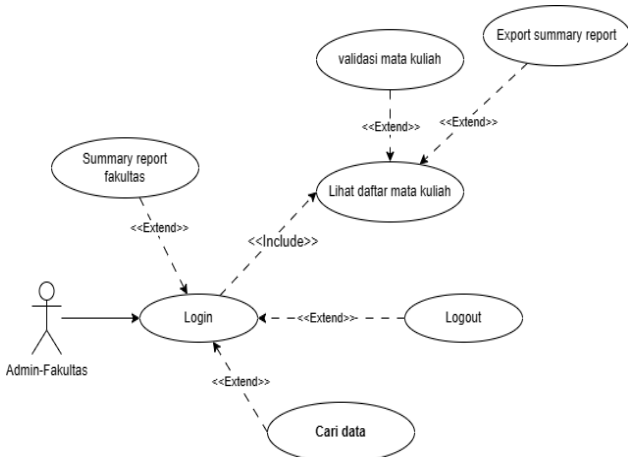 Export summary report
validasi mata kuliah
<<Extend>>
<<Extend>>
Summary report
fakultas
Lihat daftar mata kuliah
<<Extend>>
<<Include>>
Login
<<Extend>>
Logout
Admin-Fakultas
<<Extend>>
Cari data